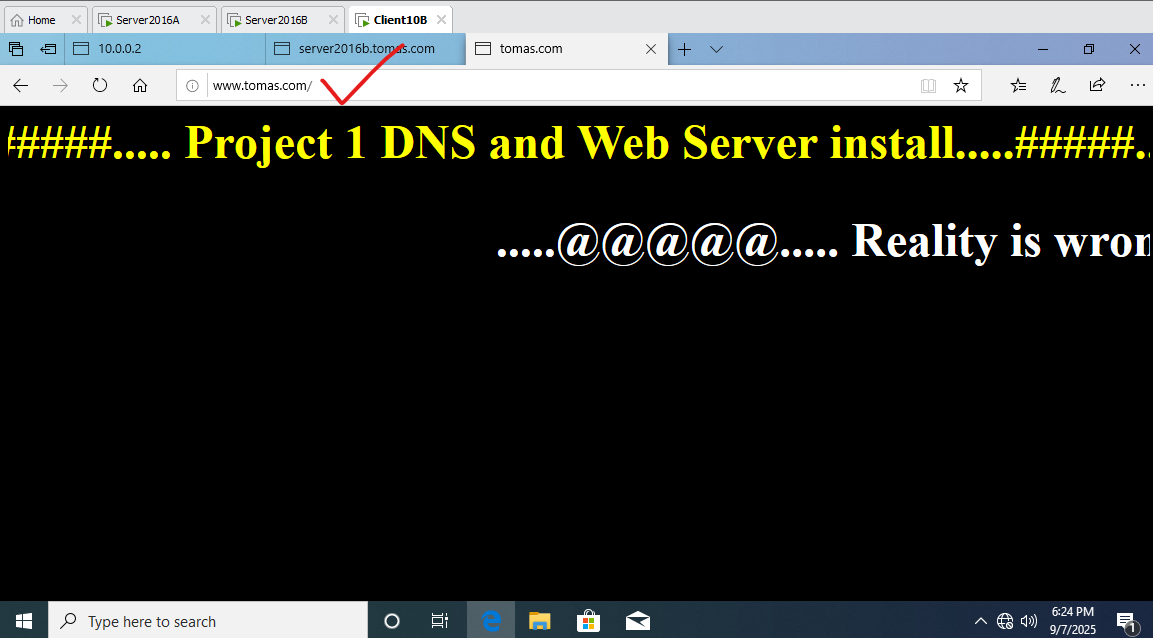 Home
Server2016A
Server2016B
Client10B
10.0.0.2
server2016b.tomas.com
tomas.com
www.tomas.com/
#####..... Project 1 DNS and Web Server install.....#####..
.....@@@@@..... Reality is wron
Type here to search
6:24 PM
9/7/2025
1